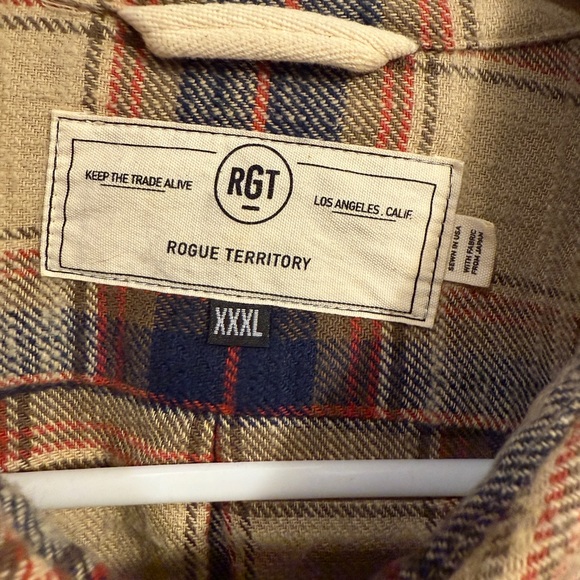 KEEP THE TRADE ALIVE
RGT
LOS ANGELES . CALIF.
ROGUE TERRITORY
SEWN IN USA
WITH FABRIC
FROM JAPAN
XXXL